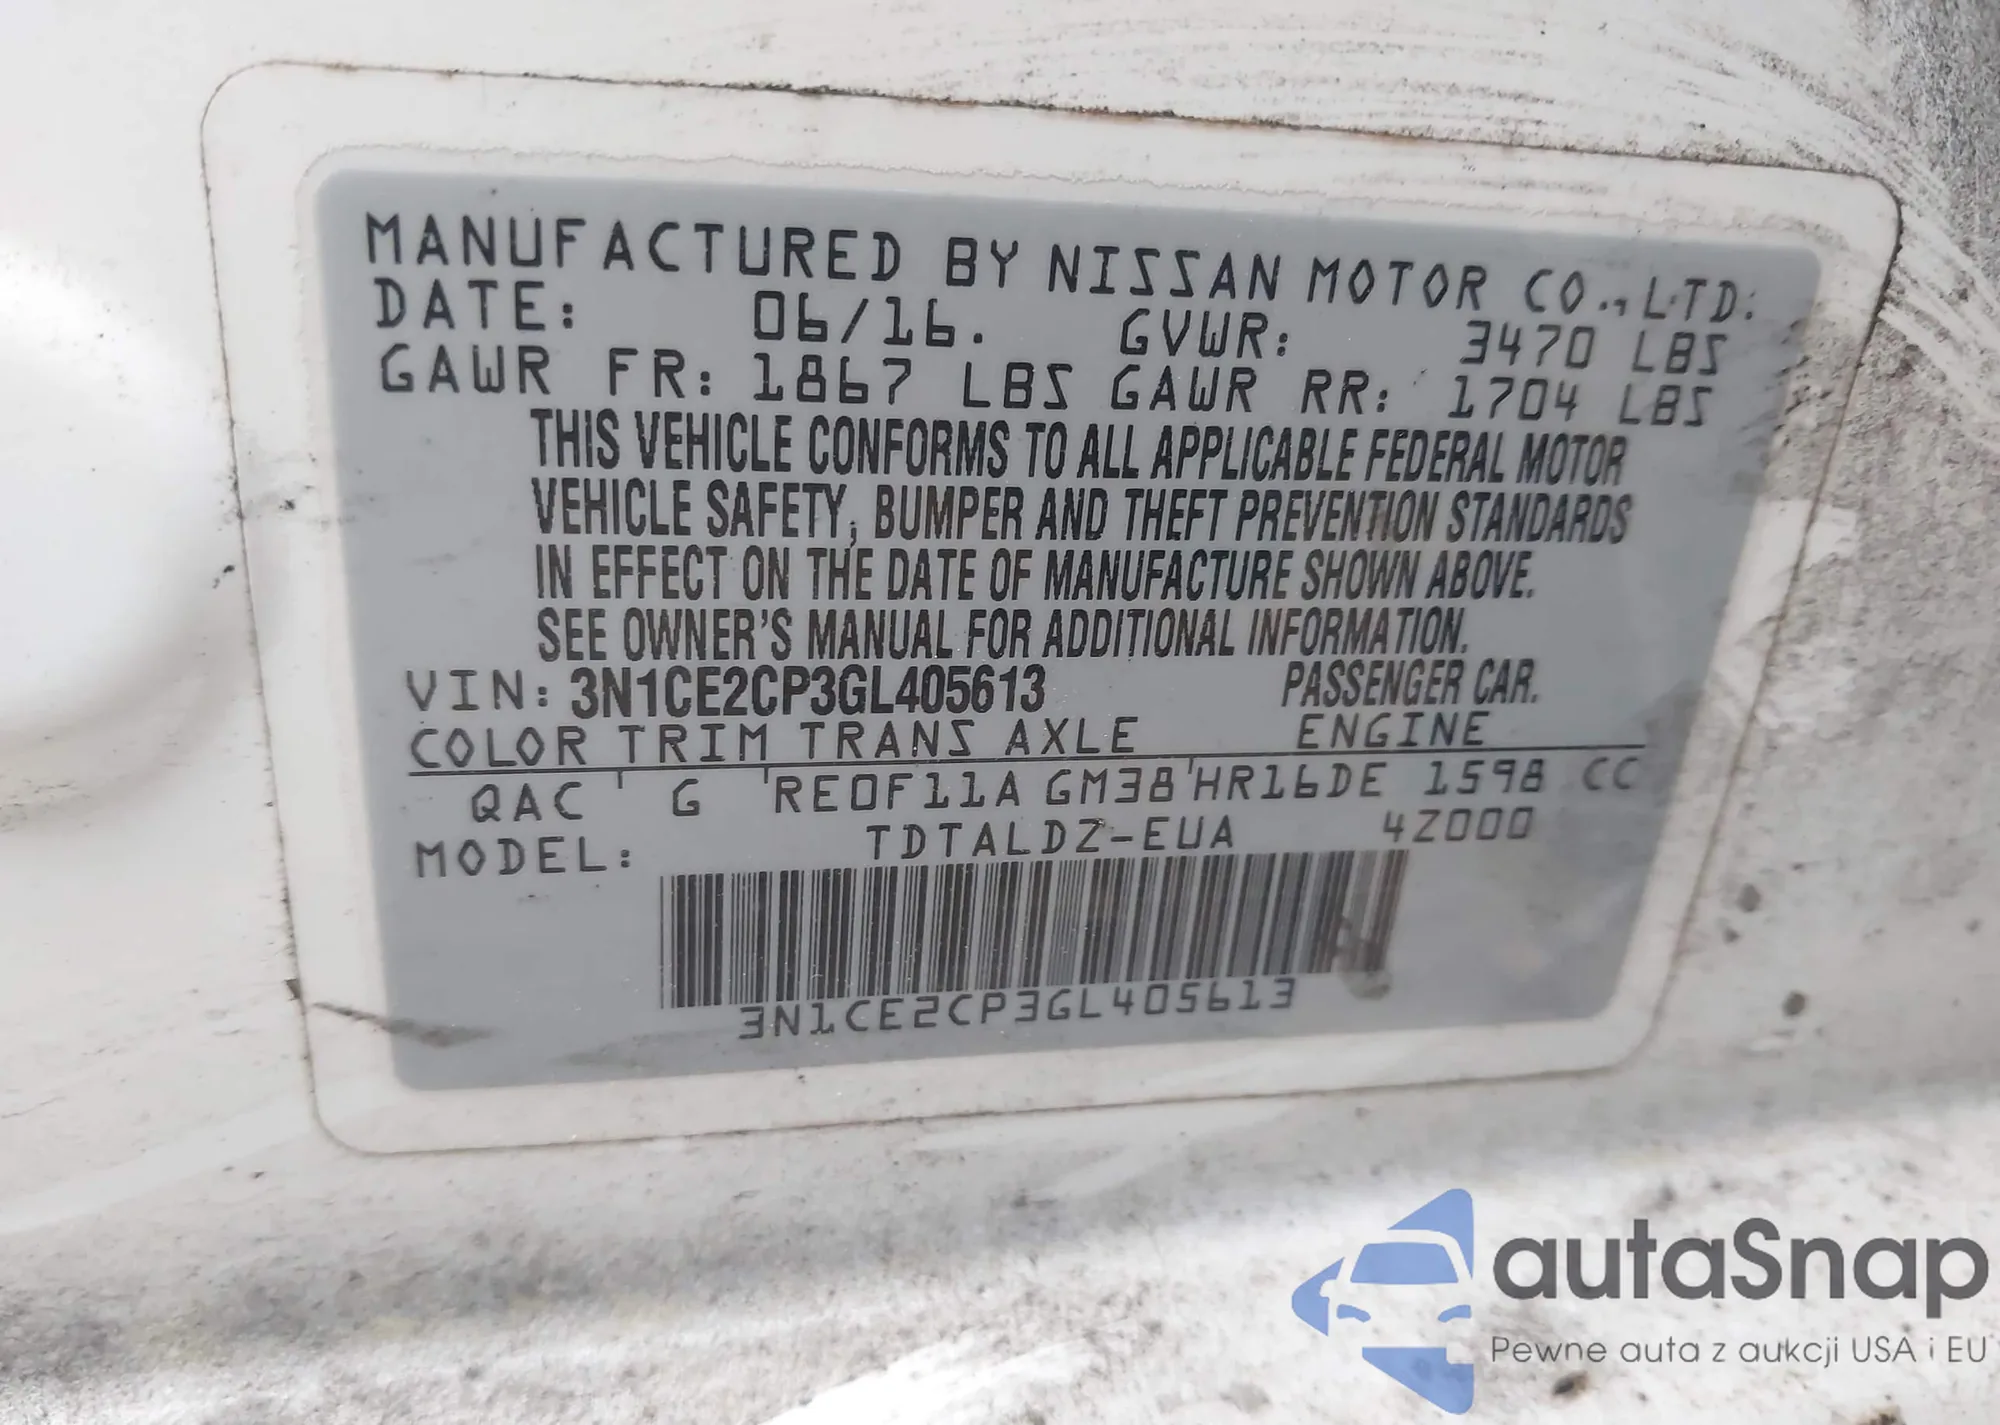 MANUFACTURED BY NISSAN MOTOR CO., LTD.
DATE: 06/16. GVWR: 3470 LBS
GAWR FR: 1867 LBS GAWR RR: 1704 LBS
THIS VEHICLE CONFORMS TO ALL APPLICABLE FEDERAL MOTOR
VEHICLE SAFETY, BUMPER AND THEFT PREVENTION STANDARDS
IN EFFECT ON THE DATE OF MANUFACTURE SHOWN ABOVE.
SEE OWNER'S MANUAL FOR ADDITIONAL INFORMATION.
VIN: 3N1CE2CP3GL405613 PASSENGER CAR.
COLOR TRIM TRANS AXLE ENGINE
QAC G RE0F11A GM38 HR16DE 1598 CC
MODEL: TDTALDZ-EUA 4Z000
3N1CE2CP3GL405613
autaSnap
Pewne auta z aukcji USA i EU